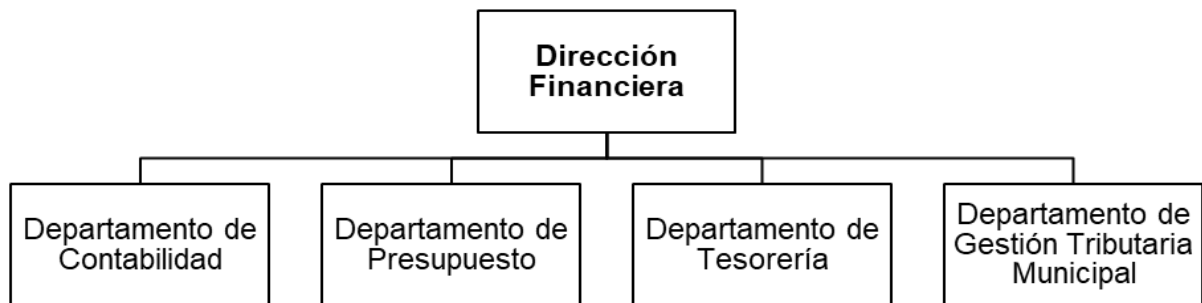 Dirección
Financiera
Departamento de
Contabilidad
Departamento de
Presupuesto
Departamento de
Tesorería
Departamento de
Gestión Tributaria
Municipal